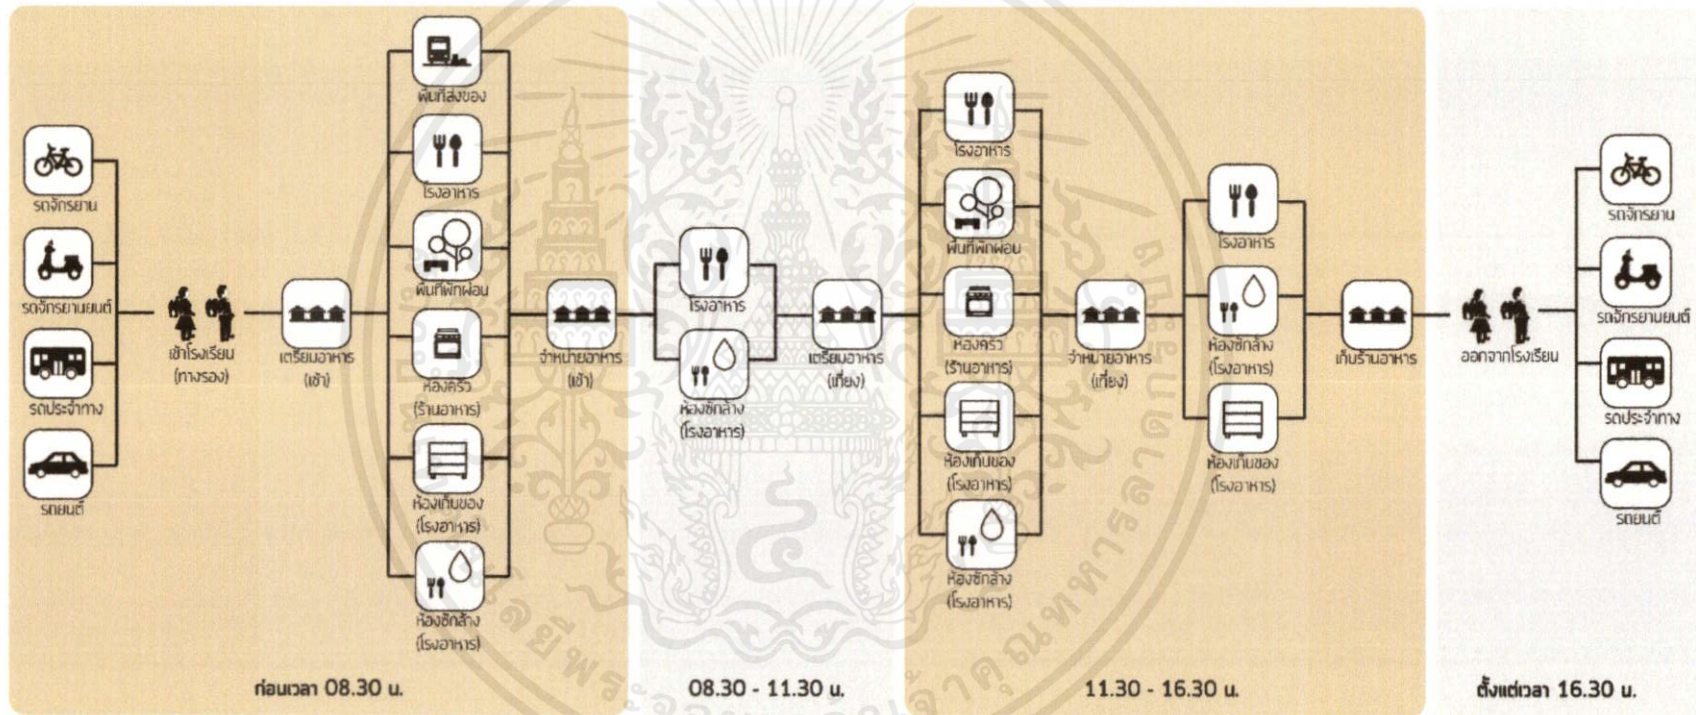 รถจักรยาน
รถจักรยานยนต์
รถประจำทาง
รถยนต์
เข้าโรงเรียน
(ทางรอง)
เตรียมอาหาร
(เช้า)
พื้นที่ส่งของ
โรงอาหาร
พื้นที่พักผ่อน
ห้องครัว
(ร้านอาหาร)
ห้องเก็บของ
(โรงอาหาร)
ห้องซักล้าง
(โรงอาหาร)
จำหน่ายอาหาร
(เช้า)
ก่อนเวลา 08.30 น.
โรงอาหาร
ห้องซักล้าง
(โรงอาหาร)
เตรียมอาหาร
(เที่ยง)
08.30 - 11.30 น.
โรงอาหาร
พื้นที่พักผ่อน
ห้องครัว
(ร้านอาหาร)
ห้องเก็บของ
(โรงอาหาร)
ห้องซักล้าง
(โรงอาหาร)
จำหน่ายอาหาร
(เที่ยง)
โรงอาหาร
ห้องซักล้าง
(โรงอาหาร)
ห้องเก็บของ
(โรงอาหาร)
เก็บร้านอาหาร
11.30 - 16.30 น.
ออกจากโรงเรียน
รถจักรยาน
รถจักรยานยนต์
รถประจำทาง
รถยนต์
ตั้งแต่เวลา 16.30 น.